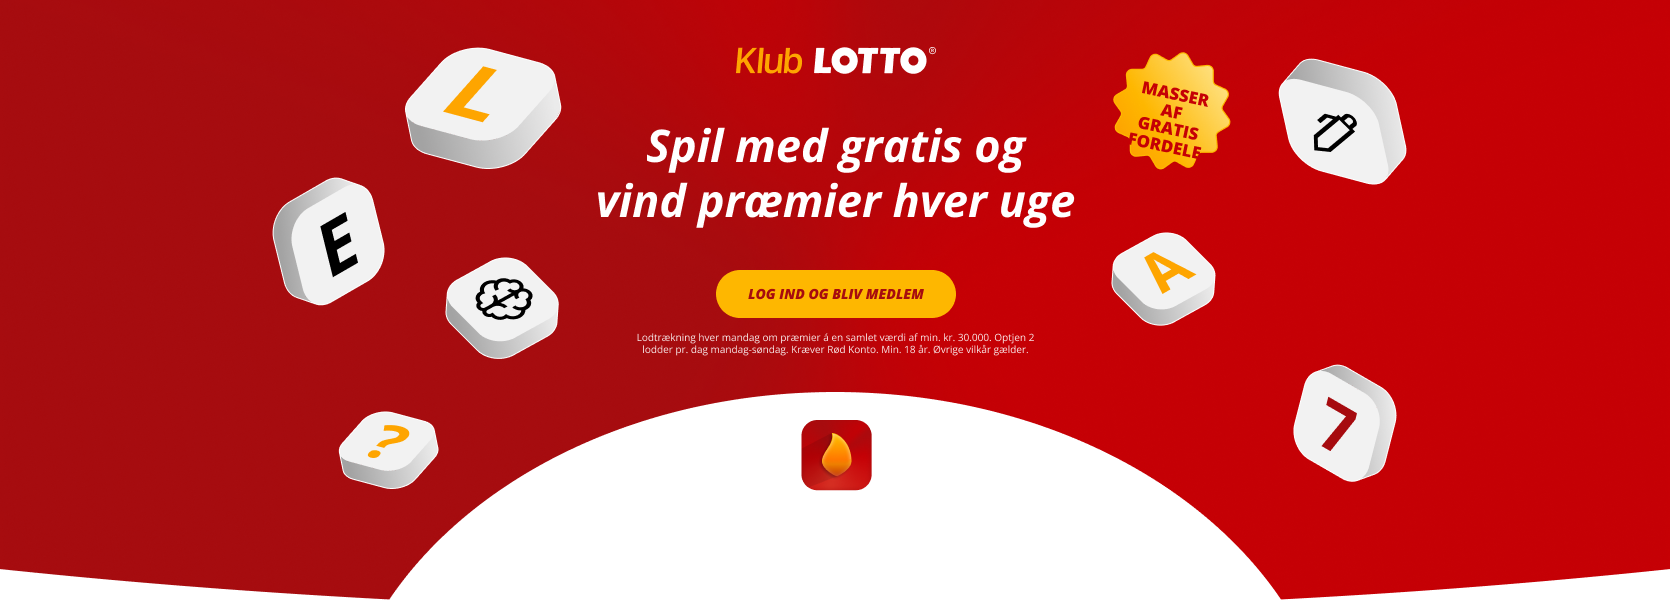 Klub LOTTO®
Spil med gratis og
vind præmier hver uge
MASSER
AF
GRATIS
FORDELE
LOG IND OG BLIV MEDLEM
Lodtrækning hver mandag om præmier á en samlet værdi af min. kr. 30.000. Optjen 2
lodder pr. dag mandag-søndag. Kræver Rød Konto. Min. 18 år. Øvrige vilkår gælder.
L
E
A
?
7